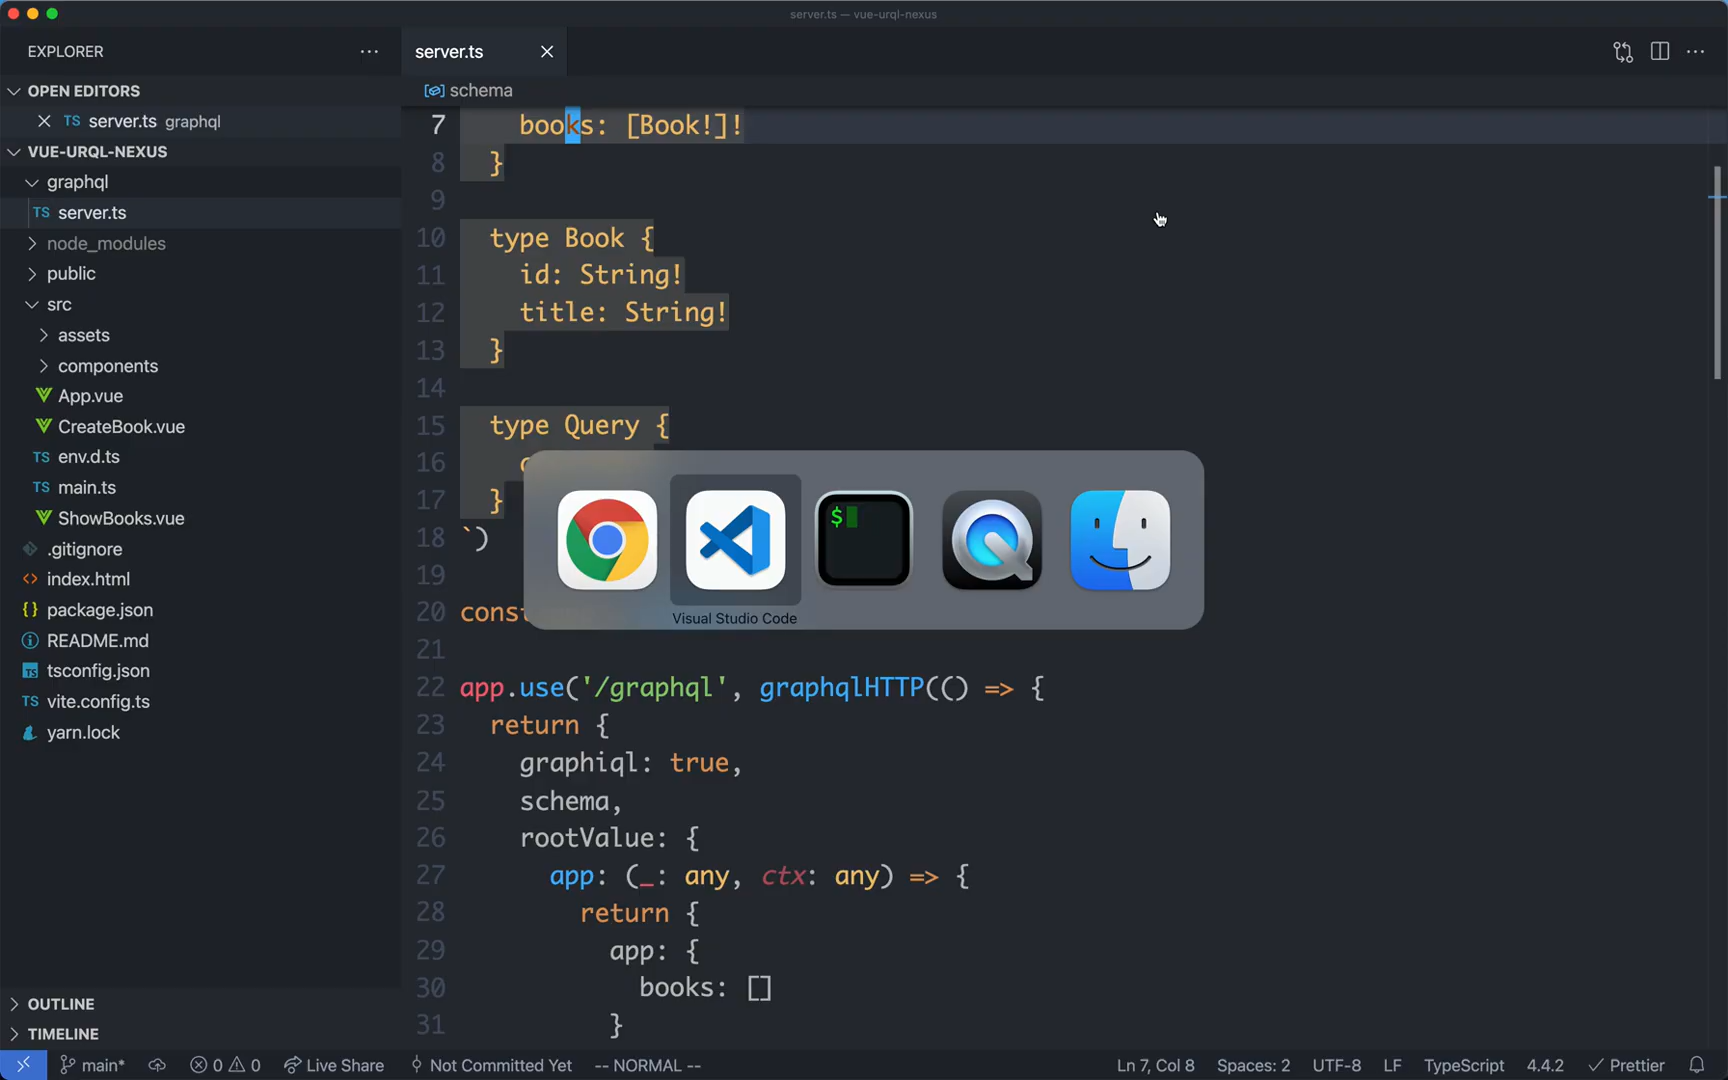 server.ts — vue-urql-nexus
EXPLORER
server.ts
OPEN EDITORS
schema
TS server.ts graphql
VUE-URQL-NEXUS
graphql
TS server.ts
node_modules
public
src
assets
components
App.vue
CreateBook.vue
TS env.d.ts
TS main.ts
ShowBooks.vue
.gitignore
<> index.html
{} package.json
README.md
TS tsconfig.json
TS vite.config.ts
yarn.lock
OUTLINE
TIMELINE
7 books: [Book!]!
8 }
9
10 type Book {
11 id: String!
12 title: String!
13 }
14
15 type Query {
16
17 }
18 `)
19
20 const
21
22 app.use('/graphql', graphqlHTTP(() => {
23 return {
24 graphiql: true,
25 schema,
26 rootValue: {
27 app: (_: any, ctx: any) => {
28 return {
29 app: {
30 books: []
31 }
$
Visual Studio Code
main* 0 0 Live Share Not Committed Yet -- NORMAL -- Ln 7, Col 8 Spaces: 2 UTF-8 LF TypeScript 4.4.2 Prettier